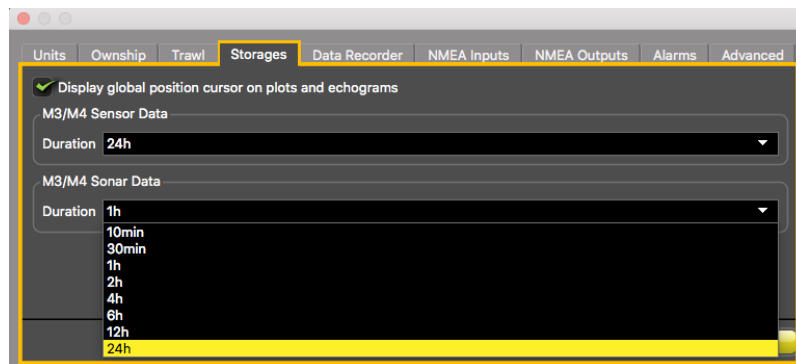 Units Ownship Trawl Storages Data Recorder NMEA Inputs NMEA Outputs Alarms Advanced
Display global position cursor on plots and echograms
M3/M4 Sensor Data
Duration 24h
M3/M4 Sonar Data
Duration 1h
10min
30min
1h
2h
4h
6h
12h
24h